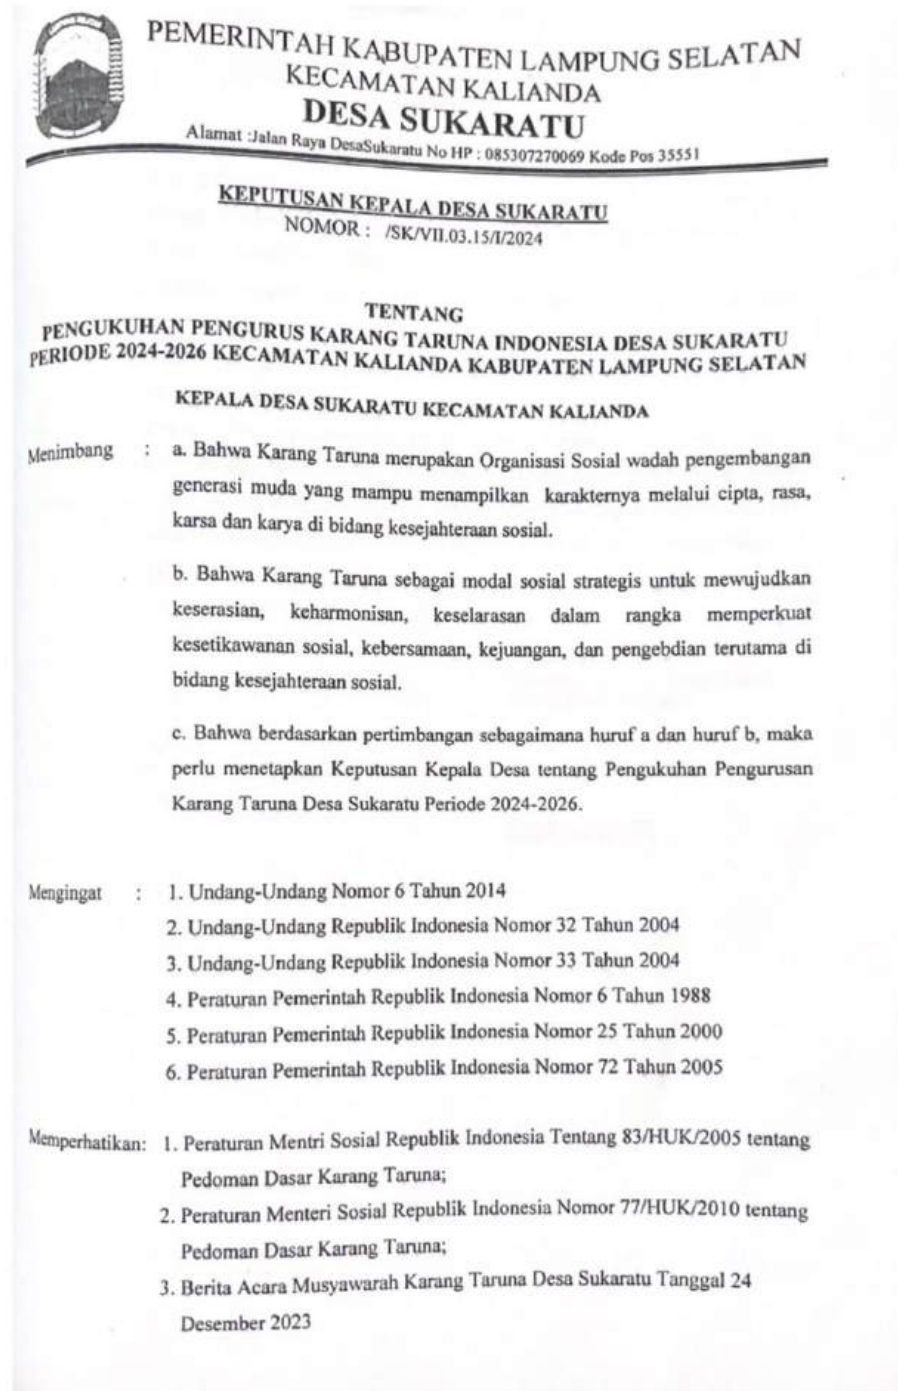 PEMERINTAH KABUPATEN LAMPUNG SELATAN
KECAMATAN KALIANDA
DESA SUKARATU
Alamat :Jalan Raya DesaSukaratu No HP : 085307270069 Kode Pos 35551
KEPUTUSAN KEPALA DESA SUKARATU
NOMOR : /SK/VII.03.15/I/2024
TENTANG
PENGUKUHAN PENGURUS KARANG TARUNA INDONESIA DESA SUKARATU
PERIODE 2024-2026 KECAMATAN KALIANDA KABUPATEN LAMPUNG SELATAN
KEPALA DESA SUKARATU KECAMATAN KALIANDA
Menimbang : a. Bahwa Karang Taruna merupakan Organisasi Sosial wadah pengembangan
generasi muda yang mampu menampilkan karakternya melalui cipta, rasa,
karsa dan karya di bidang kesejahteraan sosial.
b. Bahwa Karang Taruna sebagai modal sosial strategis untuk mewujudkan
keserasian, keharmonisan, keselarasan dalam rangka memperkuat
kesetikawanan sosial, kebersamaan, kejuangan, dan pengebdian terutama di
bidang kesejahteraan sosial.
c. Bahwa berdasarkan pertimbangan sebagaimana huruf a dan huruf b, maka
perlu menetapkan Keputusan Kepala Desa tentang Pengukuhan Pengurusan
Karang Taruna Desa Sukaratu Periode 2024-2026.
Mengingat : 1. Undang-Undang Nomor 6 Tahun 2014
2. Undang-Undang Republik Indonesia Nomor 32 Tahun 2004
3. Undang-Undang Republik Indonesia Nomor 33 Tahun 2004
4. Peraturan Pemerintah Republik Indonesia Nomor 6 Tahun 1988
5. Peraturan Pemerintah Republik Indonesia Nomor 25 Tahun 2000
6. Peraturan Pemerintah Republik Indonesia Nomor 72 Tahun 2005
Memperhatikan: 1. Peraturan Mentri Sosial Republik Indonesia Tentang 83/HUK/2005 tentang
Pedoman Dasar Karang Taruna;
2. Peraturan Menteri Sosial Republik Indonesia Nomor 77/HUK/2010 tentang
Pedoman Dasar Karang Taruna;
3. Berita Acara Musyawarah Karang Taruna Desa Sukaratu Tanggal 24
Desember 2023